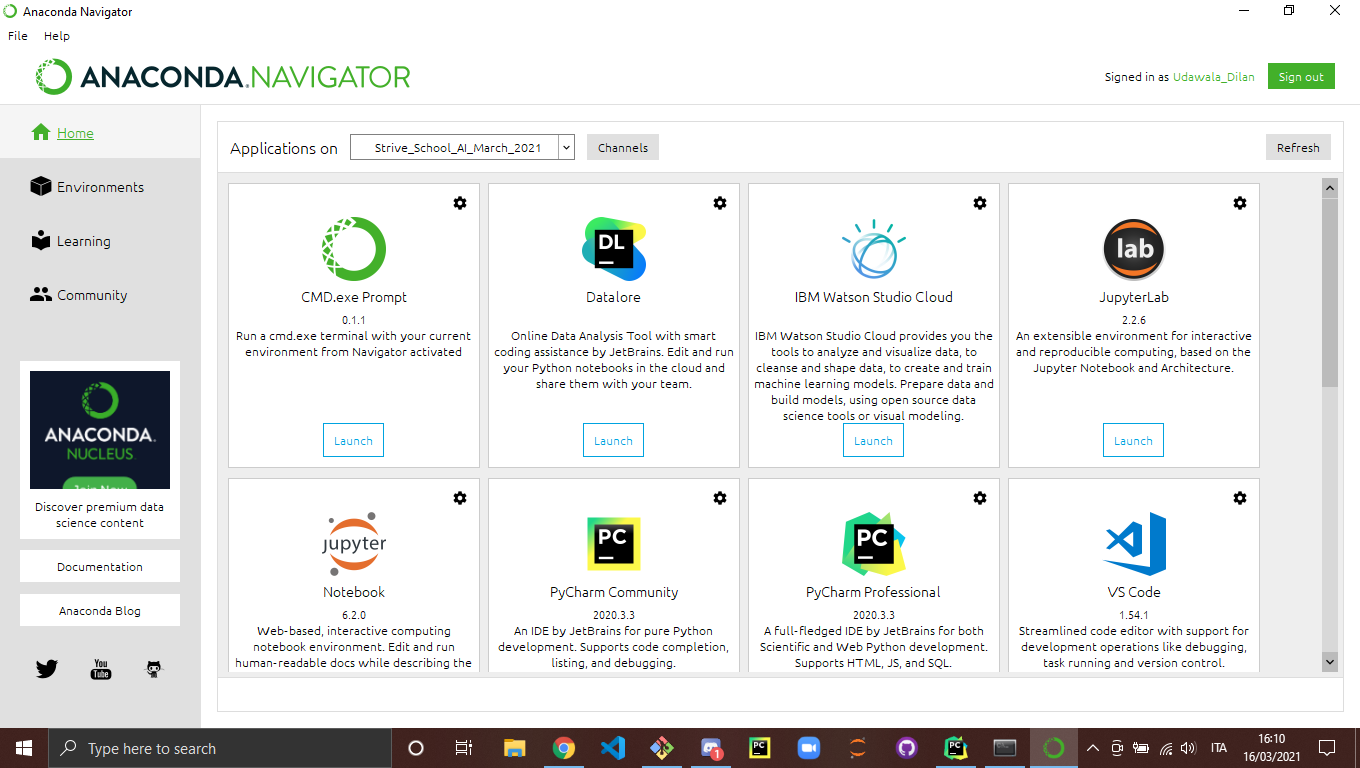 Anaconda Navigator
File Help
ANACONDA.NAVIGATOR
Signed in as Udawala_Dilan Sign out
Home
Environments
Learning
Community
ANACONDA.
NUCLEUS
Join Now
Discover premium data
science content
Documentation
Anaconda Blog
You
Tube
Applications on Strive_School_AI_March_2021 Channels Refresh
CMD.exe Prompt
0.1.1
Run a cmd.exe terminal with your current
environment from Navigator activated
Launch
DL
Datalore
Online Data Analysis Tool with smart
coding assistance by JetBrains. Edit and run
your Python notebooks in the cloud and
share them with your team.
Launch
IBM Watson Studio Cloud
IBM Watson Studio Cloud provides you the
tools to analyze and visualize data, to
cleanse and shape data, to create and train
machine learning models. Prepare data and
build models, using open source data
science tools or visual modeling.
Launch
lab
JupyterLab
2.2.6
An extensible environment for interactive
and reproducible computing, based on the
Jupyter Notebook and Architecture.
Launch
jupyter
Notebook
6.2.0
Web-based, interactive computing
notebook environment. Edit and run
human-readable docs while describing the
PC
PyCharm Community
2020.3.3
An IDE by JetBrains for pure Python
development. Supports code completion,
listing, and debugging.
PC
PyCharm Professional
2020.3.3
A full-fledged IDE by JetBrains for both
Scientific and Web Python development.
Supports HTML, JS, and SQL.
VS Code
1.54.1
Streamlined code editor with support for
development operations like debugging,
task running and version control.
Type here to search
1
PC
PC
ITA
16:10
16/03/2021